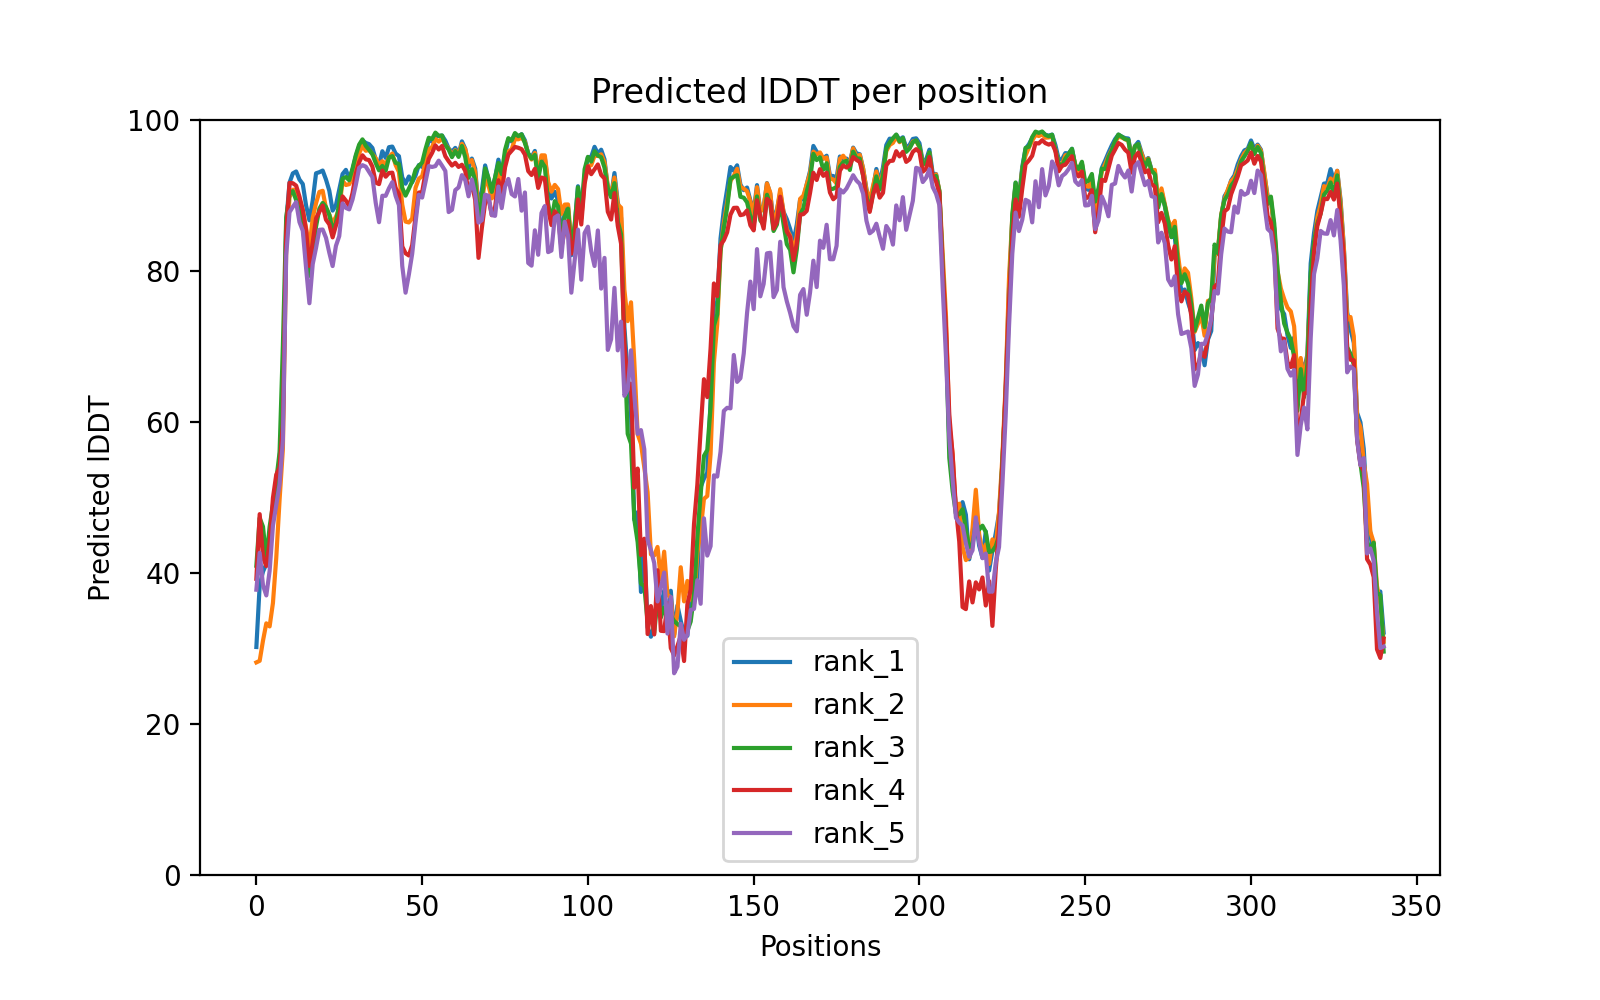 Predicted lDDT per position
Predicted lDDT
100
80
60
40
20
0
rank_1
rank_2
rank_3
rank_4
rank_5
0 50 100 150 200 250 300 350
Positions